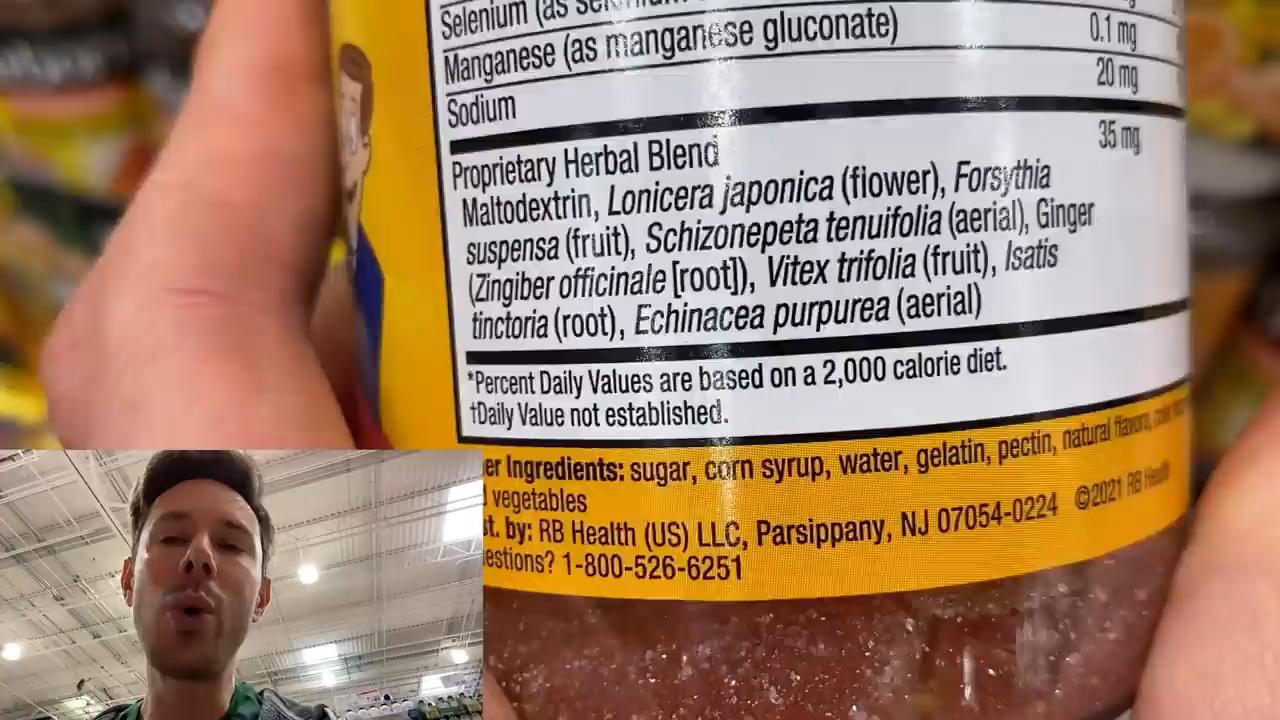 Selenium (as
Manganese (as manganese gluconate) 0.1 mg
Sodium 20 mg
Proprietary Herbal Blend 35 mg
Maltodextrin, Lonicera japonica (flower), Forsythia
suspensa (fruit), Schizonepeta tenuifolia (aerial), Ginger
(Zingiber officinale [root]), Vitex trifolia (fruit), Isatis
tinctoria (root), Echinacea purpurea (aerial)
*Percent Daily Values are based on a 2,000 calorie diet.
†Daily Value not established.
er Ingredients: sugar, corn syrup, water, gelatin, pectin, natural flavors,
vegetables
t. by: RB Health (US) LLC, Parsippany, NJ 07054-0224 ©2021 RB Health
estions? 1-800-526-6251